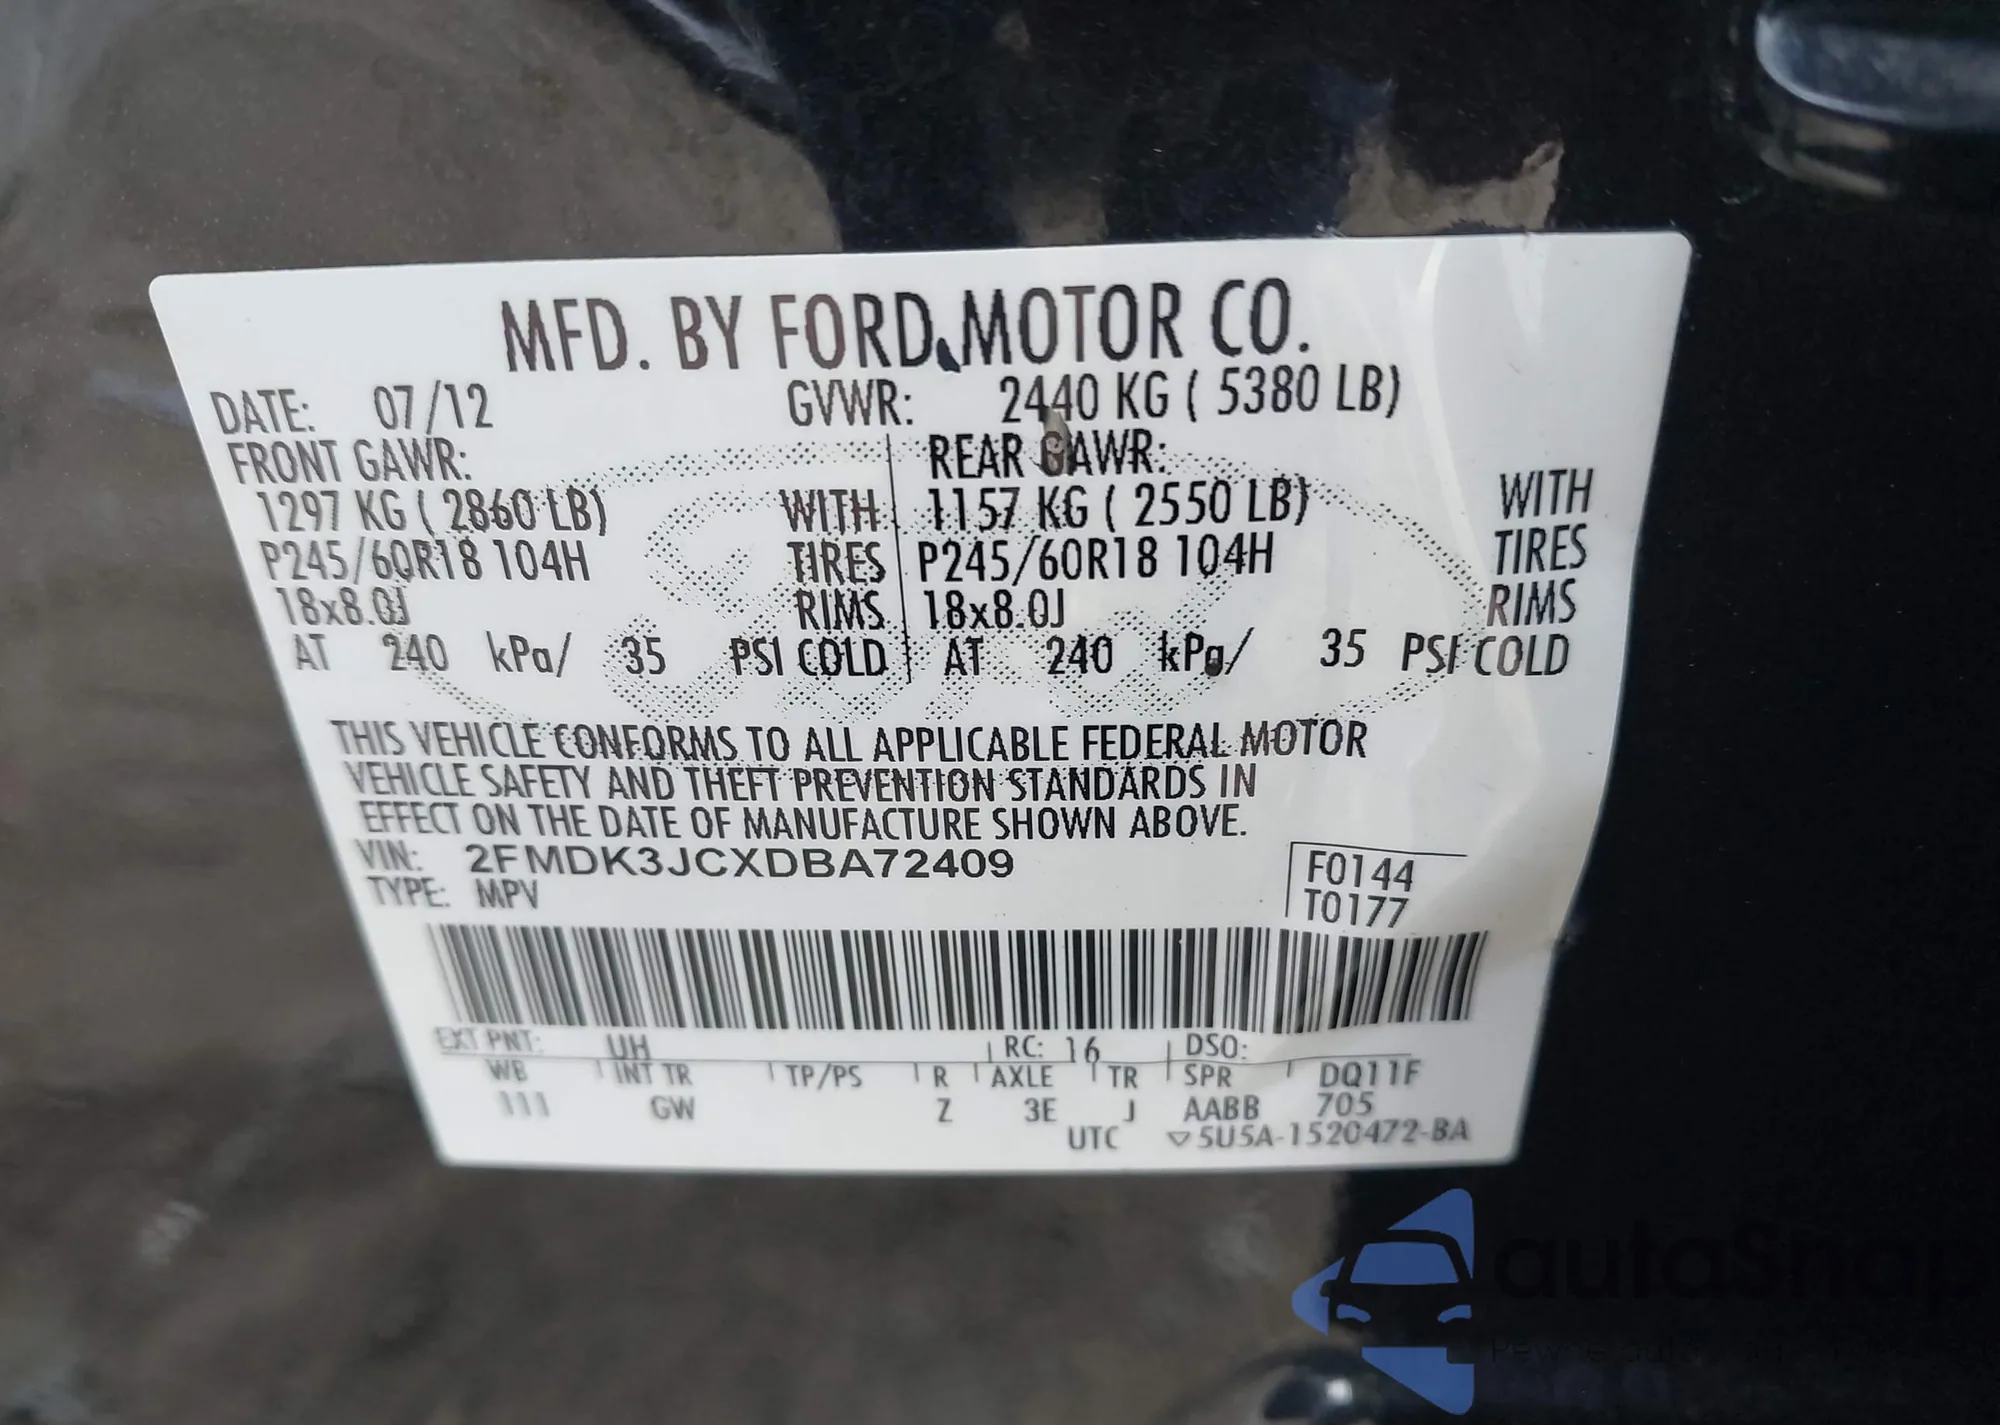 MFD. BY FORD MOTOR CO.
DATE: 07/12 GVWR: 2440 KG ( 5380 LB)
FRONT GAWR: REAR GAWR:
1297 KG ( 2860 LB) WITH 1157 KG ( 2550 LB) WITH
P245/60R18 104H TIRES P245/60R18 104H TIRES
18x8.0J RIMS 18x8.0J RIMS
AT 240 kPa/ 35 PSI COLD AT 240 kPa/ 35 PSI COLD
THIS VEHICLE CONFORMS TO ALL APPLICABLE FEDERAL MOTOR
VEHICLE SAFETY AND THEFT PREVENTION STANDARDS IN
EFFECT ON THE DATE OF MANUFACTURE SHOWN ABOVE.
VIN: 2FMDK3JCXDBA72409 F0144
TYPE: MPV T0177
EXT PNT: UH RC: 16 DSO:
WB INT TR TP/PS R AXLE TR SPR DQ11F
111 GW Z 3E J AABB 705
UTC ▽5U5A-1520472-BA
autoSnap